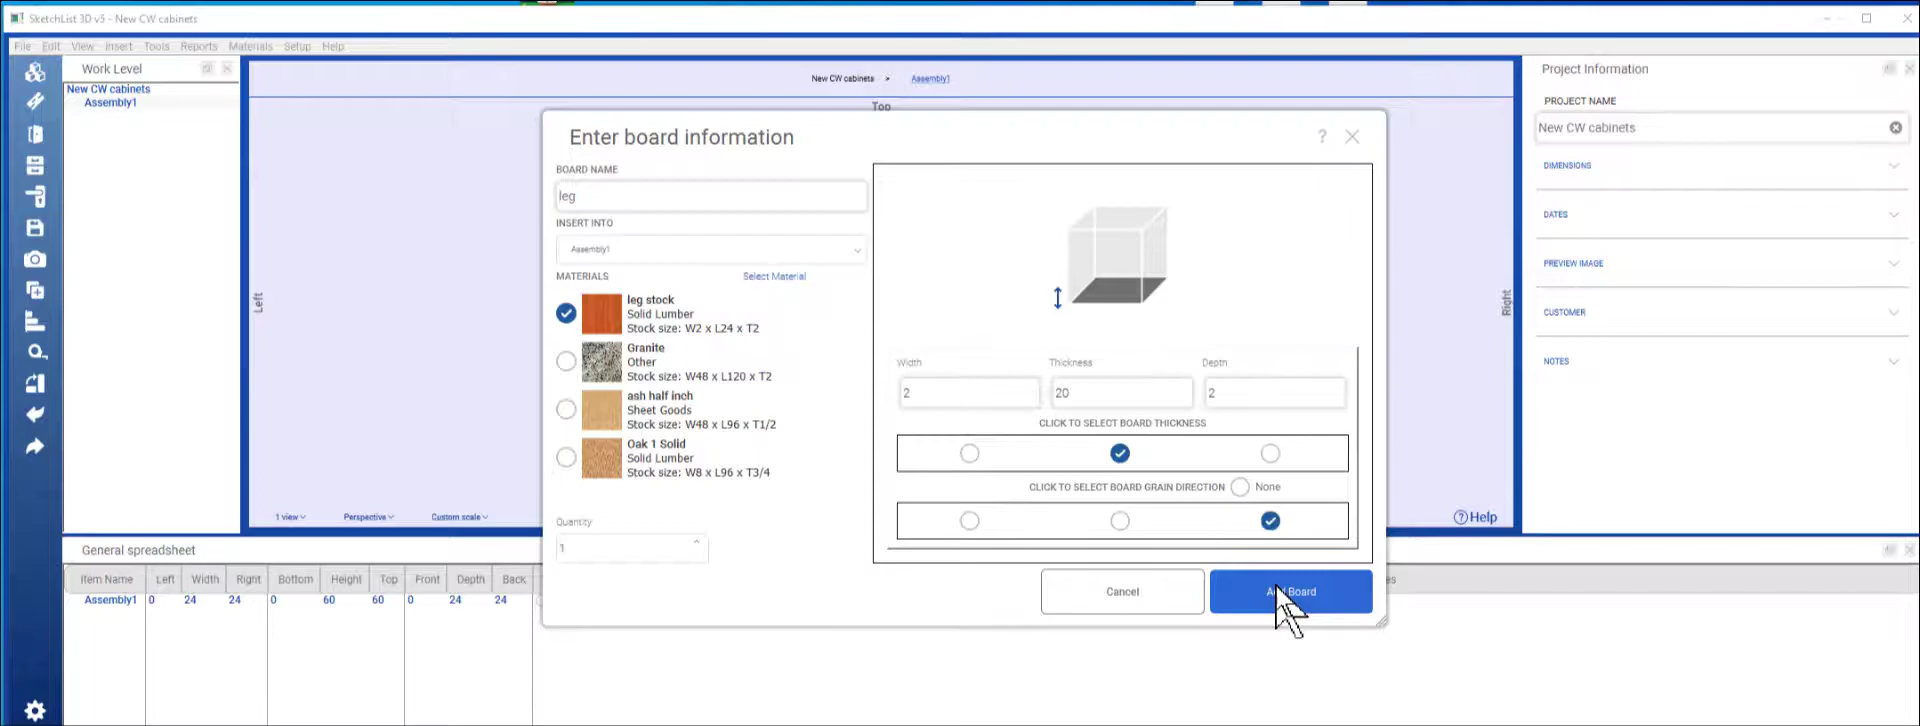 SketchList 3D v5 - New CW cabinets
File Edit View Insert Tools Reports Materials Setup Help
Work Level
New CW cabinets
Assembly1
New CW cabinets > Assembly1
Top
Left
Right
1 view
Perspective
Custom scale
Help
Enter board information
?
BOARD NAME
leg
INSERT INTO
Assembly1
MATERIALS
Select Material
leg stock
Solid Lumber
Stock size: W2 x L24 x T2
Granite
Other
Stock size: W48 x L120 x T2
ash half inch
Sheet Goods
Stock size: W48 x L96 x T1/2
Oak 1 Solid
Solid Lumber
Stock size: W8 x L96 x T3/4
Quantity
1
Width Thickness Depth
2 20 2
CLICK TO SELECT BOARD THICKNESS
CLICK TO SELECT BOARD GRAIN DIRECTION None
Cancel
Board
Project Information
PROJECT NAME
New CW cabinets
DIMENSIONS
DATES
PREVIEW IMAGE
CUSTOMER
NOTES
General spreadsheet
Item Name Left Width Right Bottom Height Top Front Depth Back
Assembly1 0 24 24 0 60 60 0 24 24